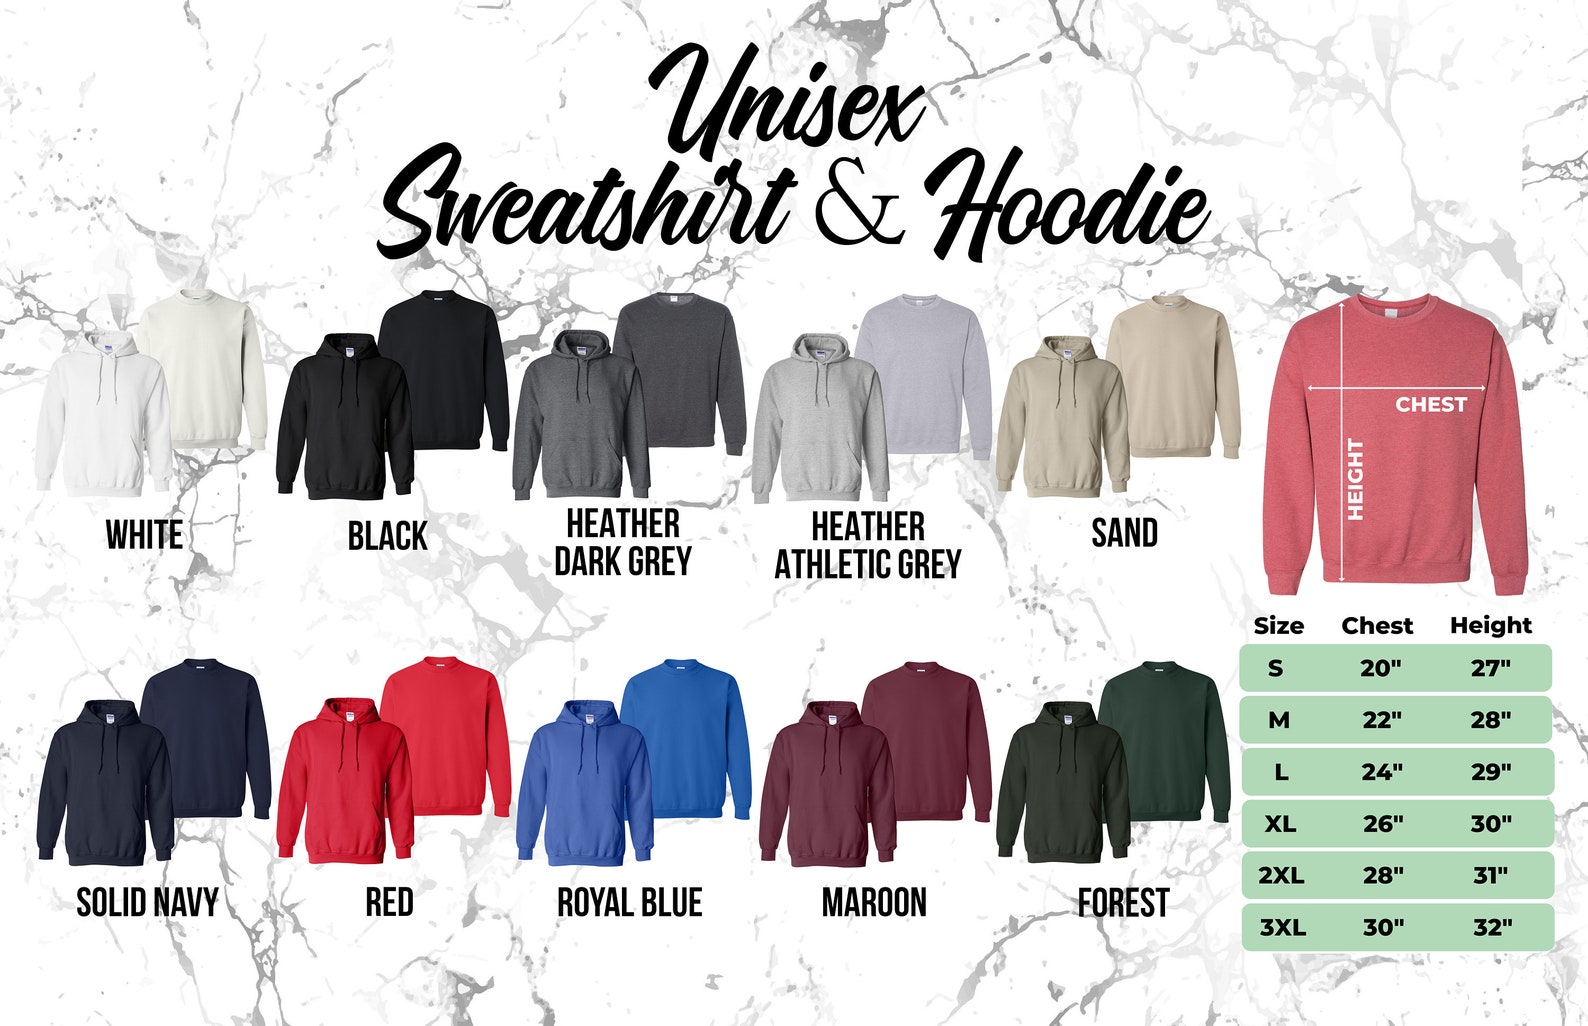 Unisex
Sweatshirt & Hoodie
WHITE
BLACK
HEATHER
DARK GREY
HEATHER
ATHLETIC GREY
SAND
CHEST
HEIGHT
SOLID NAVY
RED
ROYAL BLUE
MAROON
FOREST
Size Chest Height
S 20" 27"
M 22" 28"
L 24" 29"
XL 26" 30"
2XL 28" 31"
3XL 30" 32"